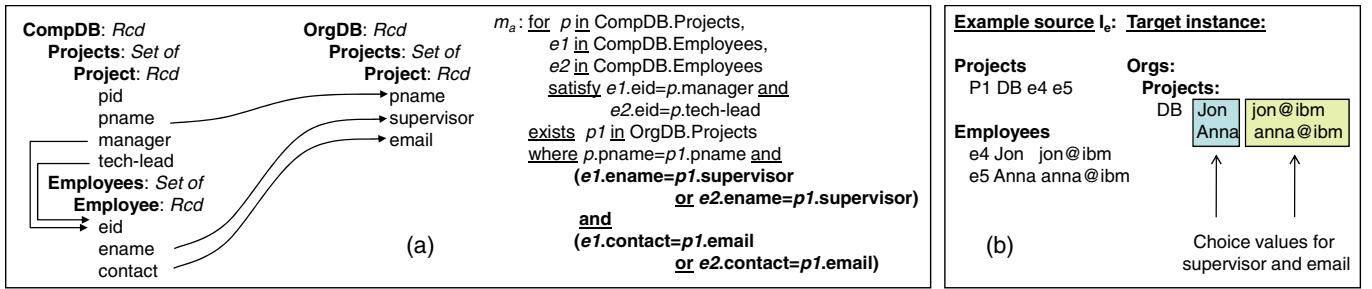 CompDB: Rcd
Projects: Set of
Project: Rcd
pid
pname
manager
tech-lead
Employees: Set of
Employee: Rcd
eid
ename
contact
OrgDB: Rcd
Projects: Set of
Project: Rcd
pname
supervisor
email
(a)
ma: for p in CompDB.Projects,
e1 in CompDB.Employees,
e2 in CompDB.Employees
satisfy e1.eid=p.manager and
e2.eid=p.tech-lead
exists p1 in OrgDB.Projects
where p.pname=p1.pname and
(e1.ename=p1.supervisor
or e2.ename=p1.supervisor)
and
(e1.contact=p1.email
or e2.contact=p1.email)
Example source Ie: Target instance:
Projects
P1 DB e4 e5
Employees
e4 Jon jon@ibm
e5 Anna anna@ibm
Orgs:
Projects:
DB Jon jon@ibm
Anna anna@ibm
(b)
Choice values for
supervisor and email